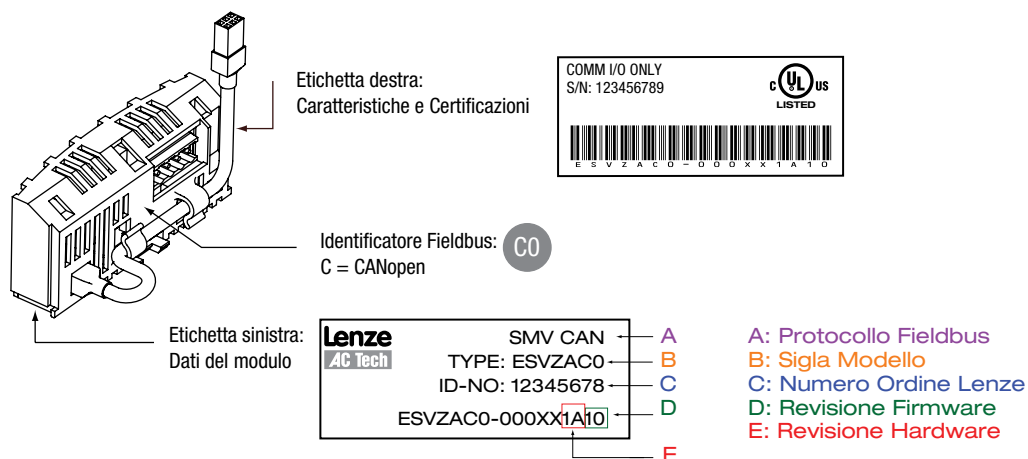 Etichetta destra:
Caratteristiche e Certificazioni
COMM I/O ONLY
S/N: 123456789
C UL US
LISTED
ESVZAC0-000XX1A10
Identificatore Fieldbus:
C = CANopen
C0
Etichetta sinistra:
Dati del modulo
Lenze
AC Tech
SMV CAN
TYPE: ESVZAC0
ID-NO: 12345678
ESVZAC0-000XX1A10
A
B
C
D
E
A: Protocollo Fieldbus
B: Sigla Modello
C: Numero Ordine Lenze
D: Revisione Firmware
E: Revisione Hardware